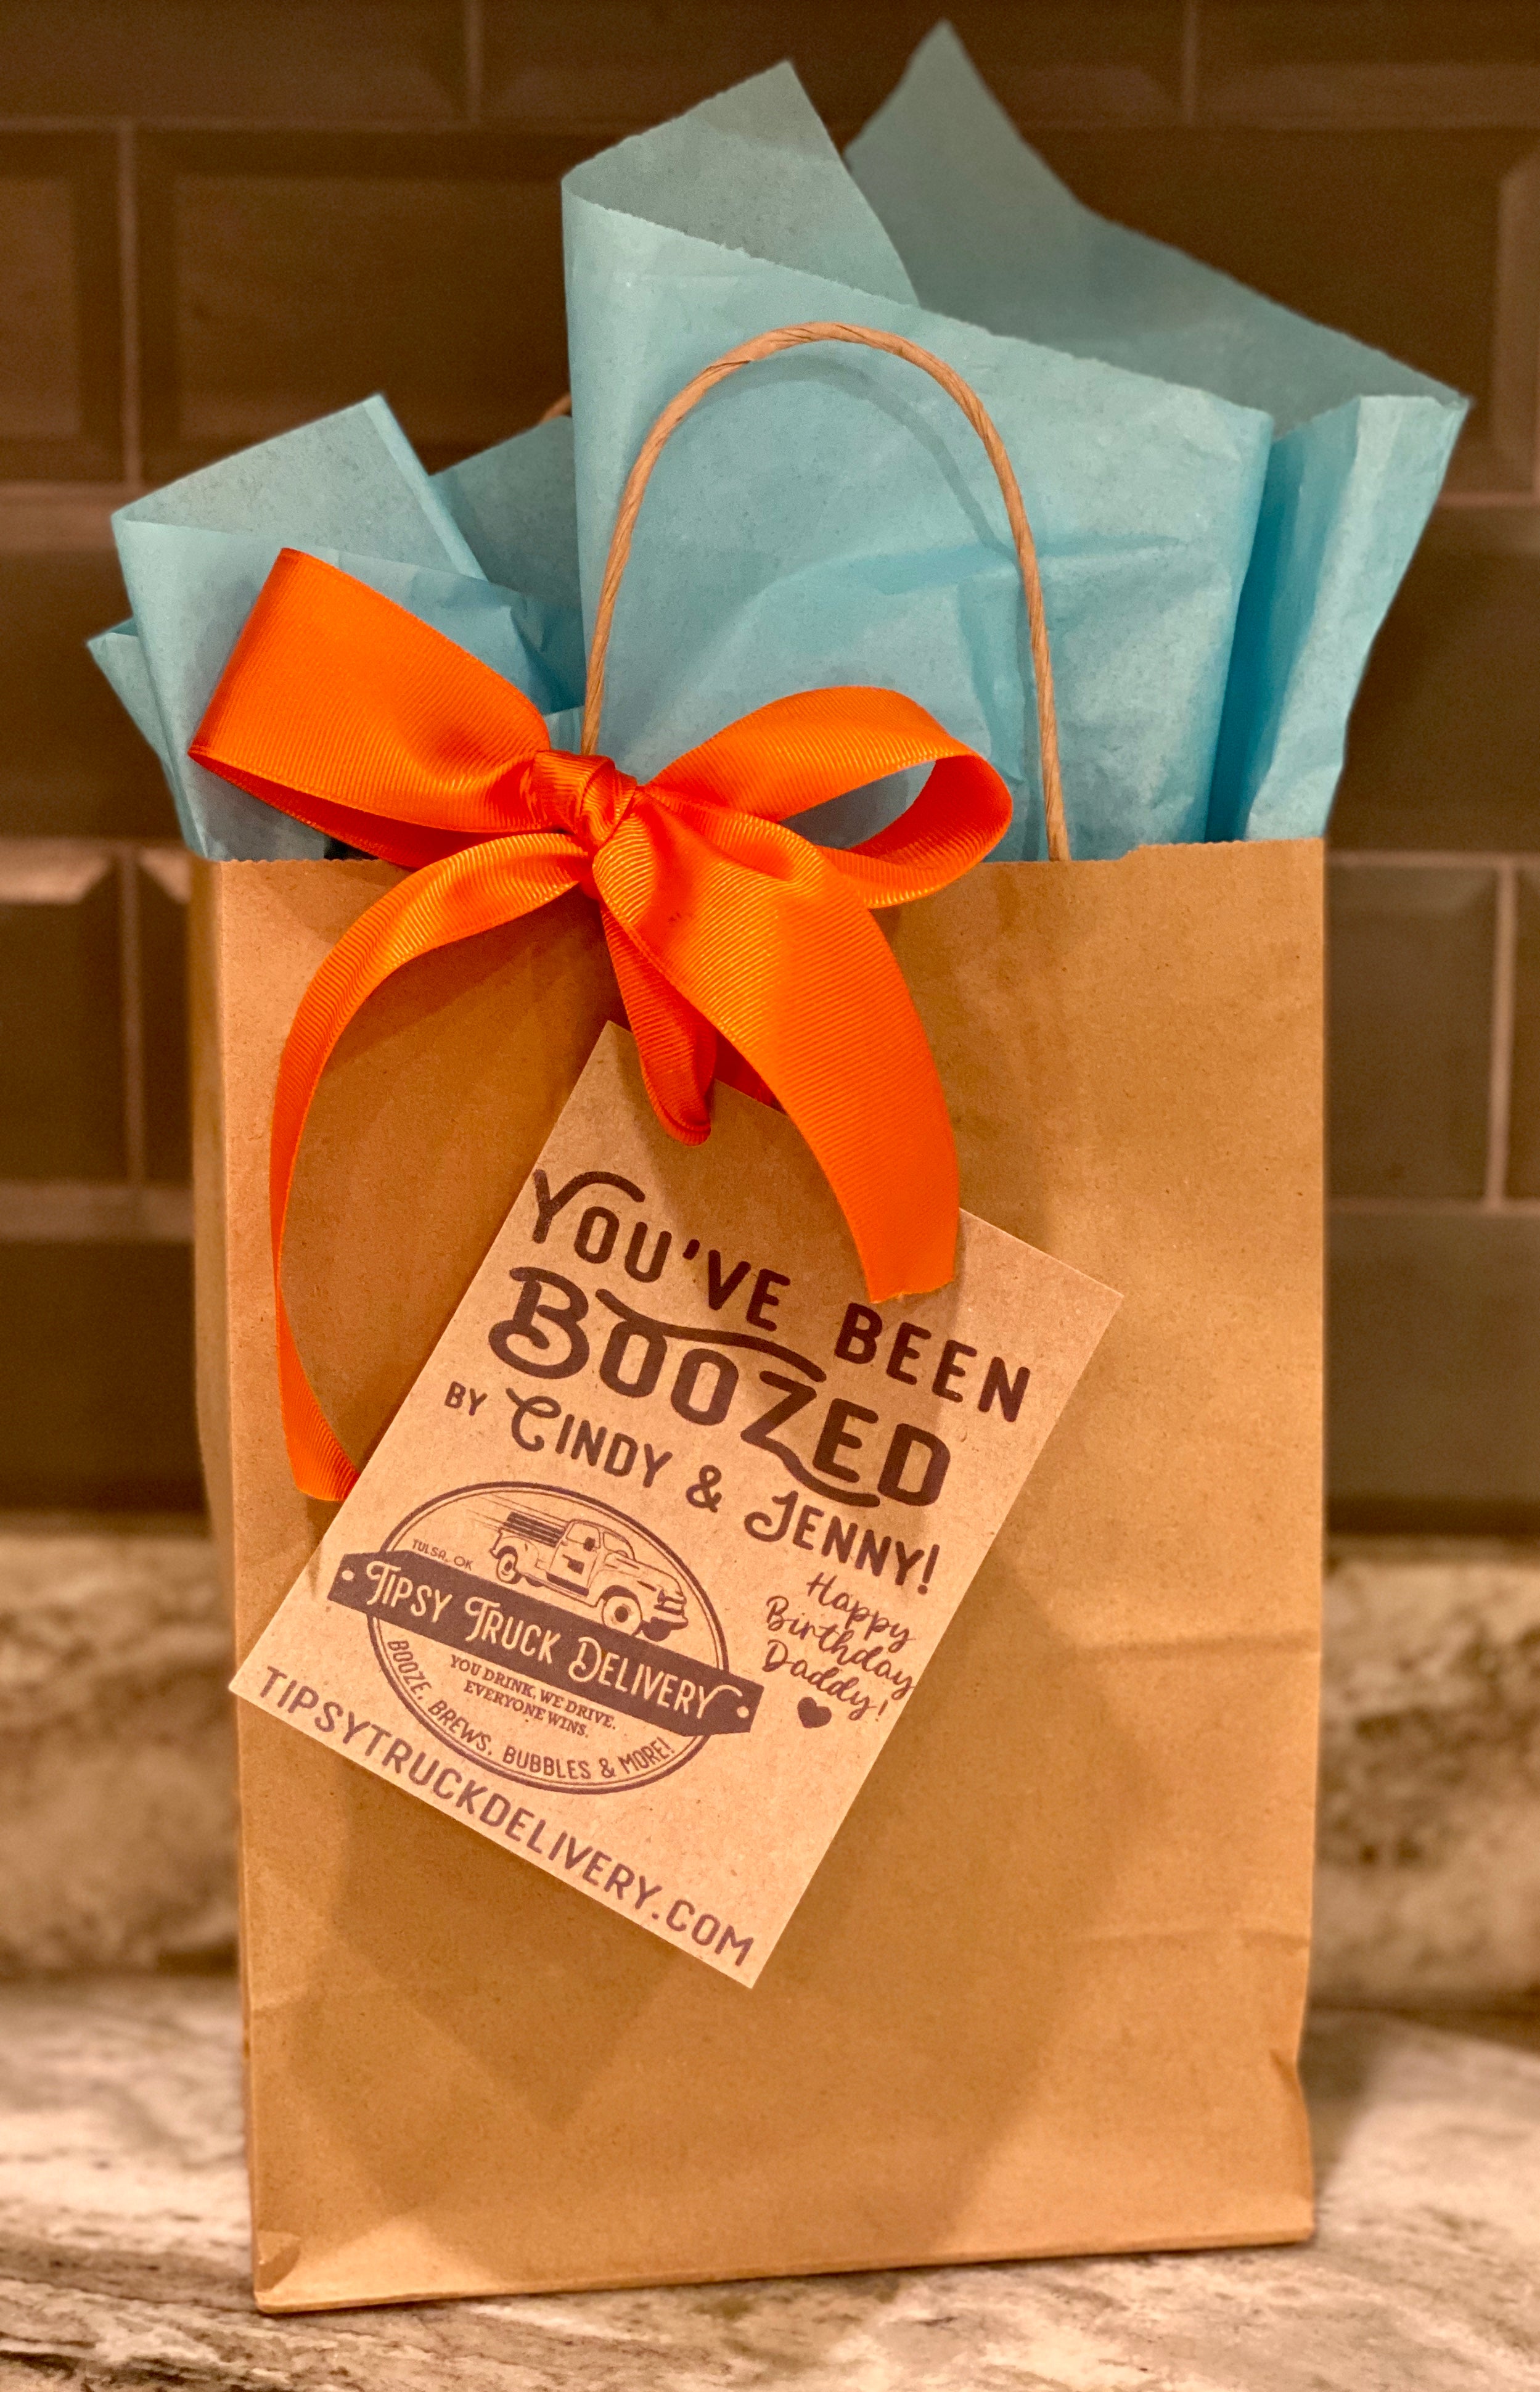 YOU'VE BEEN
BOOZED
BY CINDY & JENNY!
Happy
Birthday
Daddy!
TULSA, OK
TIPSY TRUCK DELIVERY
YOU DRINK, WE DRIVE.
EVERYONE WINS.
BOOZE, BREWS, BUBBLES & MORE!
TIPSYTRUCKDELIVERY.COM